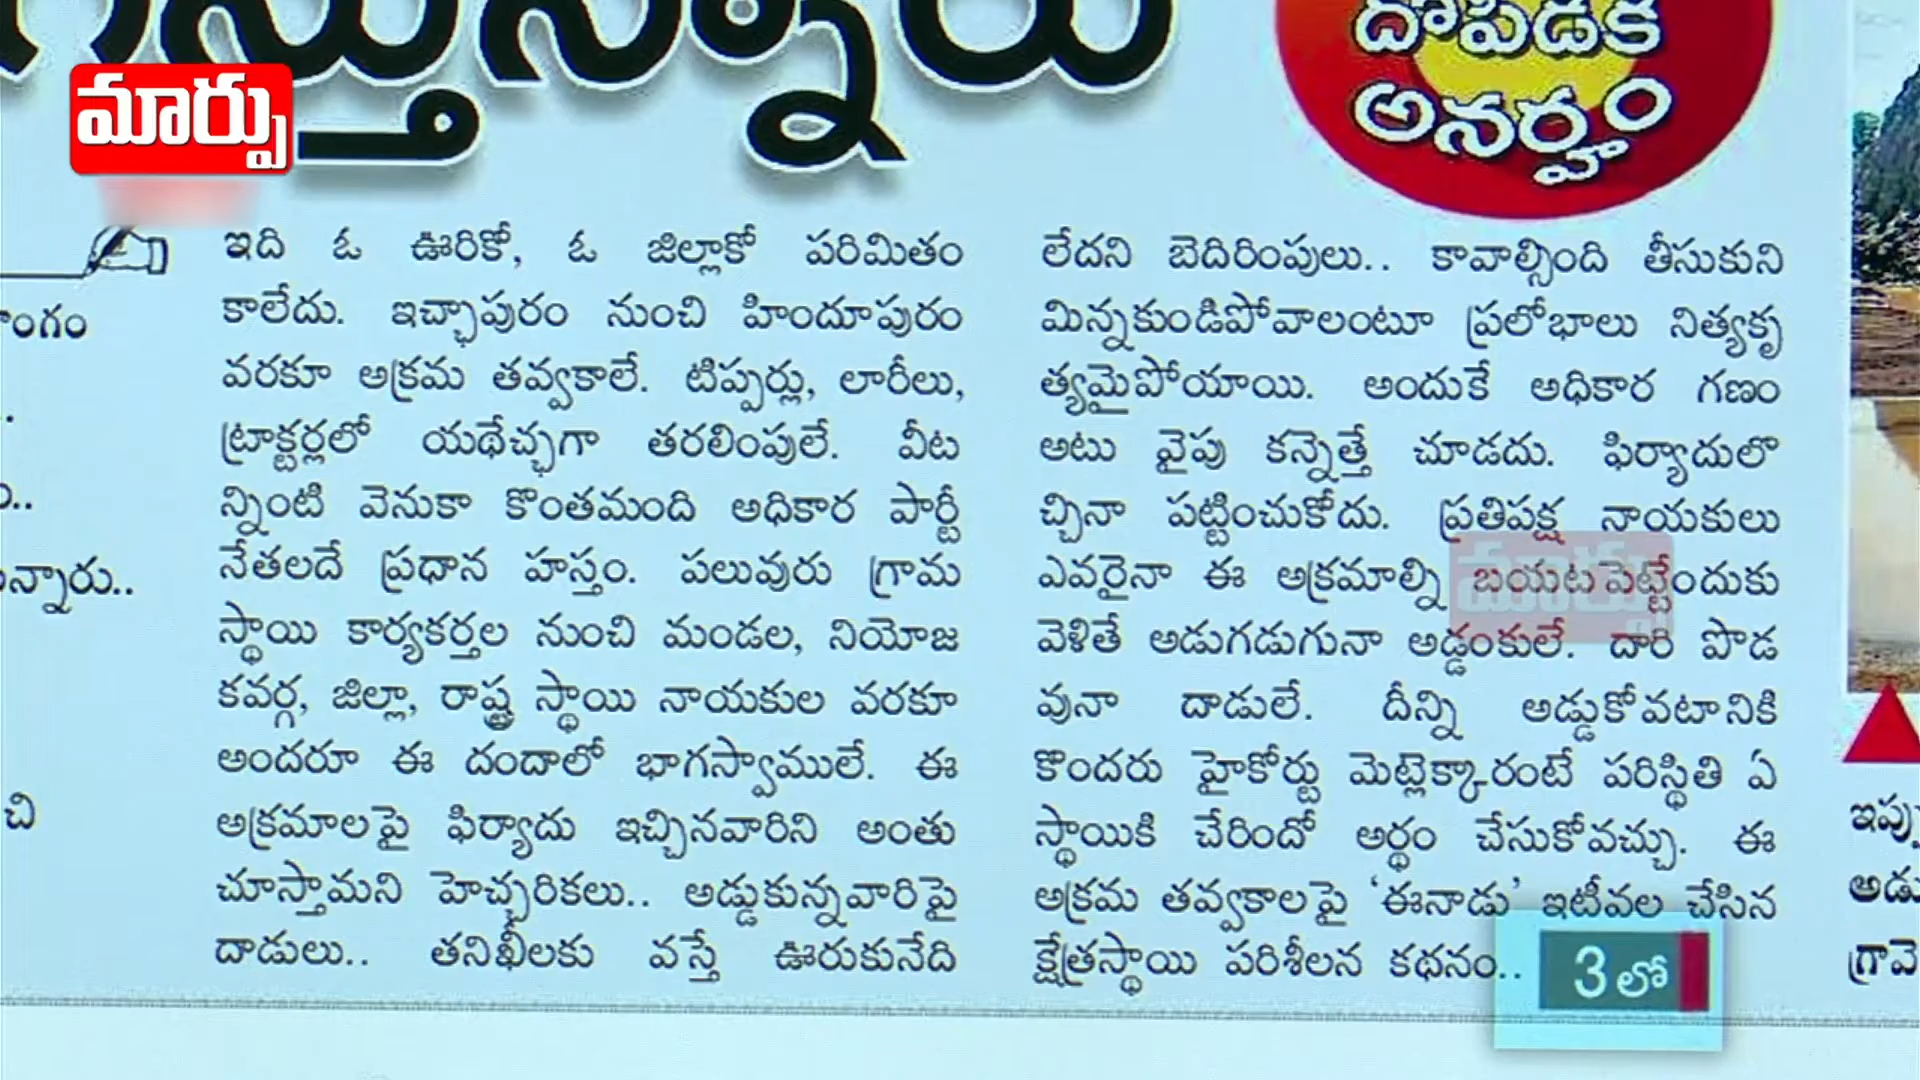 గిస్తున్నారు
దోపిడీకి
అనర్హం
మార్పు
ఇది ఓ ఊరికో, ఓ జిల్లాకో పరిమితం
కాలేదు. ఇచ్ఛాపురం నుంచి హిందూపురం
వరకూ అక్రమ తవ్వకాలే. టిప్పర్లు, లారీలు,
ట్రాక్టర్లలో యథేచ్ఛగా తరలింపులే. వీట
న్నింటి వెనుకా కొంతమంది అధికార పార్టీ
నేతలదే ప్రధాన హస్తం. పలువురు గ్రామ
స్థాయి కార్యకర్తల నుంచి మండల, నియోజ
కవర్గ, జిల్లా, రాష్ట్ర స్థాయి నాయకుల వరకూ
అందరూ ఈ దందాలో భాగస్వాములే. ఈ
అక్రమాలపై ఫిర్యాదు ఇచ్చినవారిని అంతు
చూస్తామని హెచ్చరికలు.. అడ్డుకున్నవారిపై
దాడులు.. తనిఖీలకు వస్తే ఊరుకునేది
లేదని బెదిరింపులు.. కావాల్సింది తీసుకుని
మిన్నకుండిపోవాలంటూ ప్రలోభాలు నిత్యకృ
త్యమైపోయాయి. అందుకే అధికార గణం
అటు వైపు కన్నెత్తి చూడదు. ఫిర్యాదులొ
చ్చినా పట్టించుకోదు. ప్రతిపక్ష నాయకులు
ఎవరైనా ఈ అక్రమాల్ని బయటపెట్టేందుకు
వెళితే అడుగడుగునా అడ్డంకులే. దారి పొడ
వునా దాడులే. దీన్ని అడ్డుకోవటానికి
కొందరు హైకోర్టు మెట్లెక్కారంటే పరిస్థితి ఏ
స్థాయికి చేరిందో అర్థం చేసుకోవచ్చు. ఈ
అక్రమ తవ్వకాలపై ‘ఈనాడు’ ఇటీవల చేసిన
క్షేత్రస్థాయి పరిశీలన కథనం.. 3లో